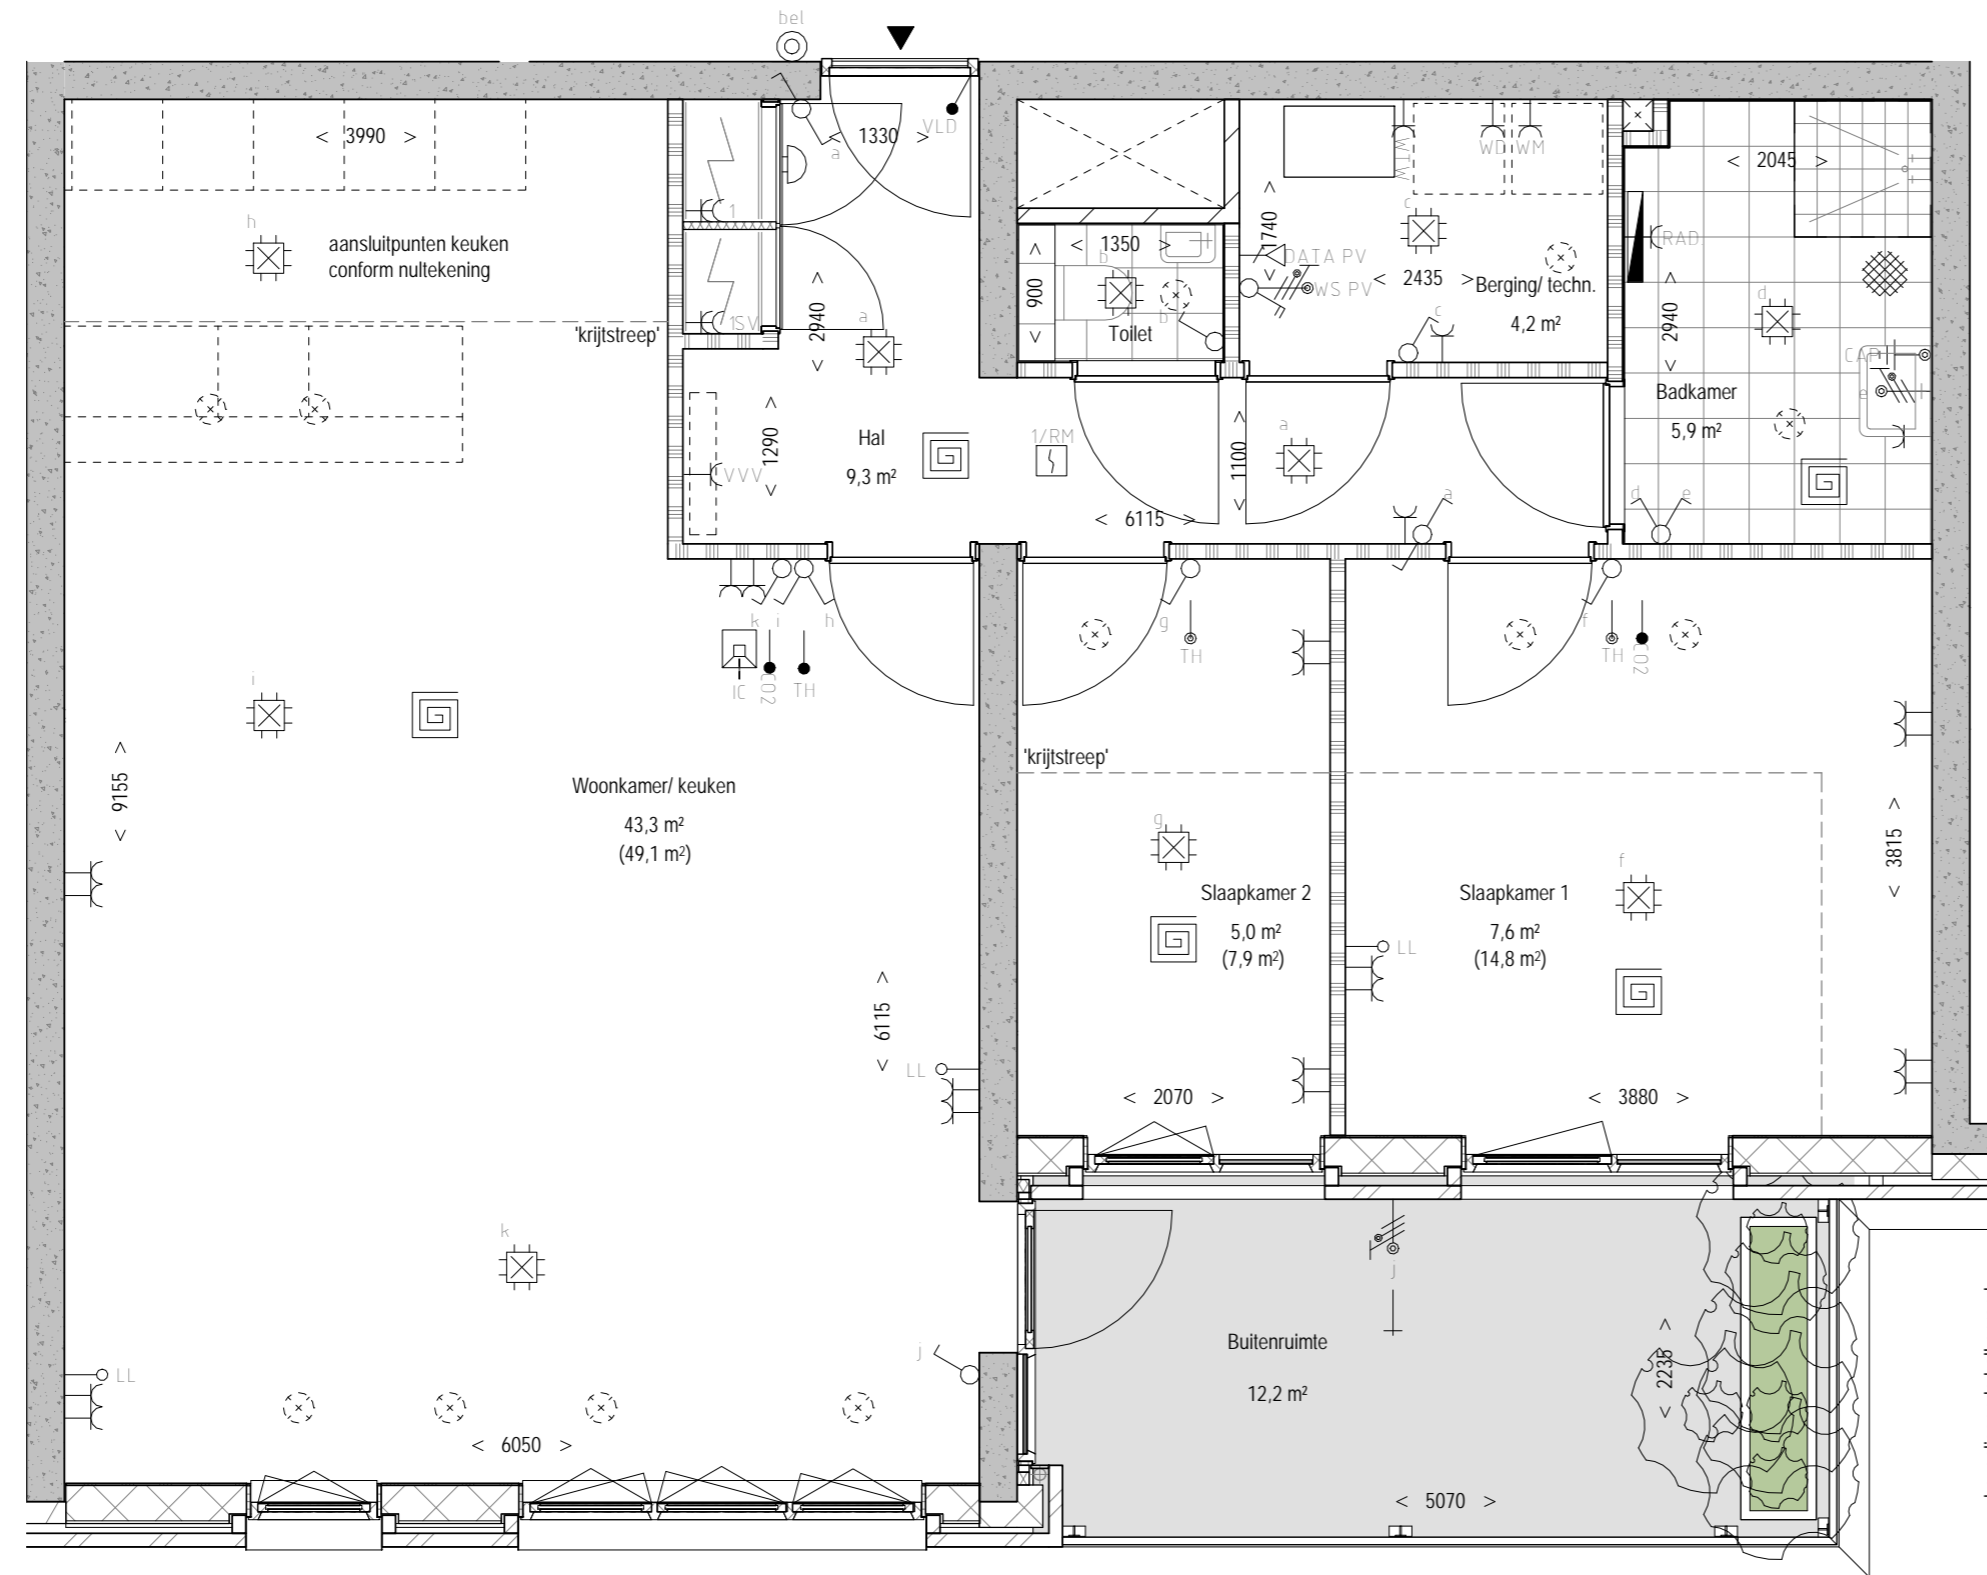 bel
< 3990 >
< 1330 >
VLD
a
WTW
WD
WM
< 2045 >
h
aansluitpunten keuken
conform nultekening
1
c
< 1740 >
RAD.
< 1350 >
b
DATA PV
< 900 >
WS PV
< 2435 >
Berging/ techn.
4,2 m²
d
'krijtstreep'
1SV
< 2940 >
a
b
Toilet
c
< 2940 >
CAP
e
Badkamer
5,9 m²
< 1290 >
Hal
9,3 m²
1/RM
< 1100 >
a
VVV
< 6115 >
a
d
e
k
i
h
g
f
IC
CO2
TH
TH
TH
CO2
i
< 9155 >
Woonkamer/ keuken
43,3 m²
(49,1 m²)
'krijtstreep'
g
Slaapkamer 2
5,0 m²
(7,9 m²)
Slaapkamer 1
7,6 m²
(14,8 m²)
f
< 3815 >
LL
< 6115 >
LL
< 2070 >
< 3880 >
k
j
Buitenruimte
12,2 m²
j
< 2235 >
LL
< 6050 >
< 5070 >